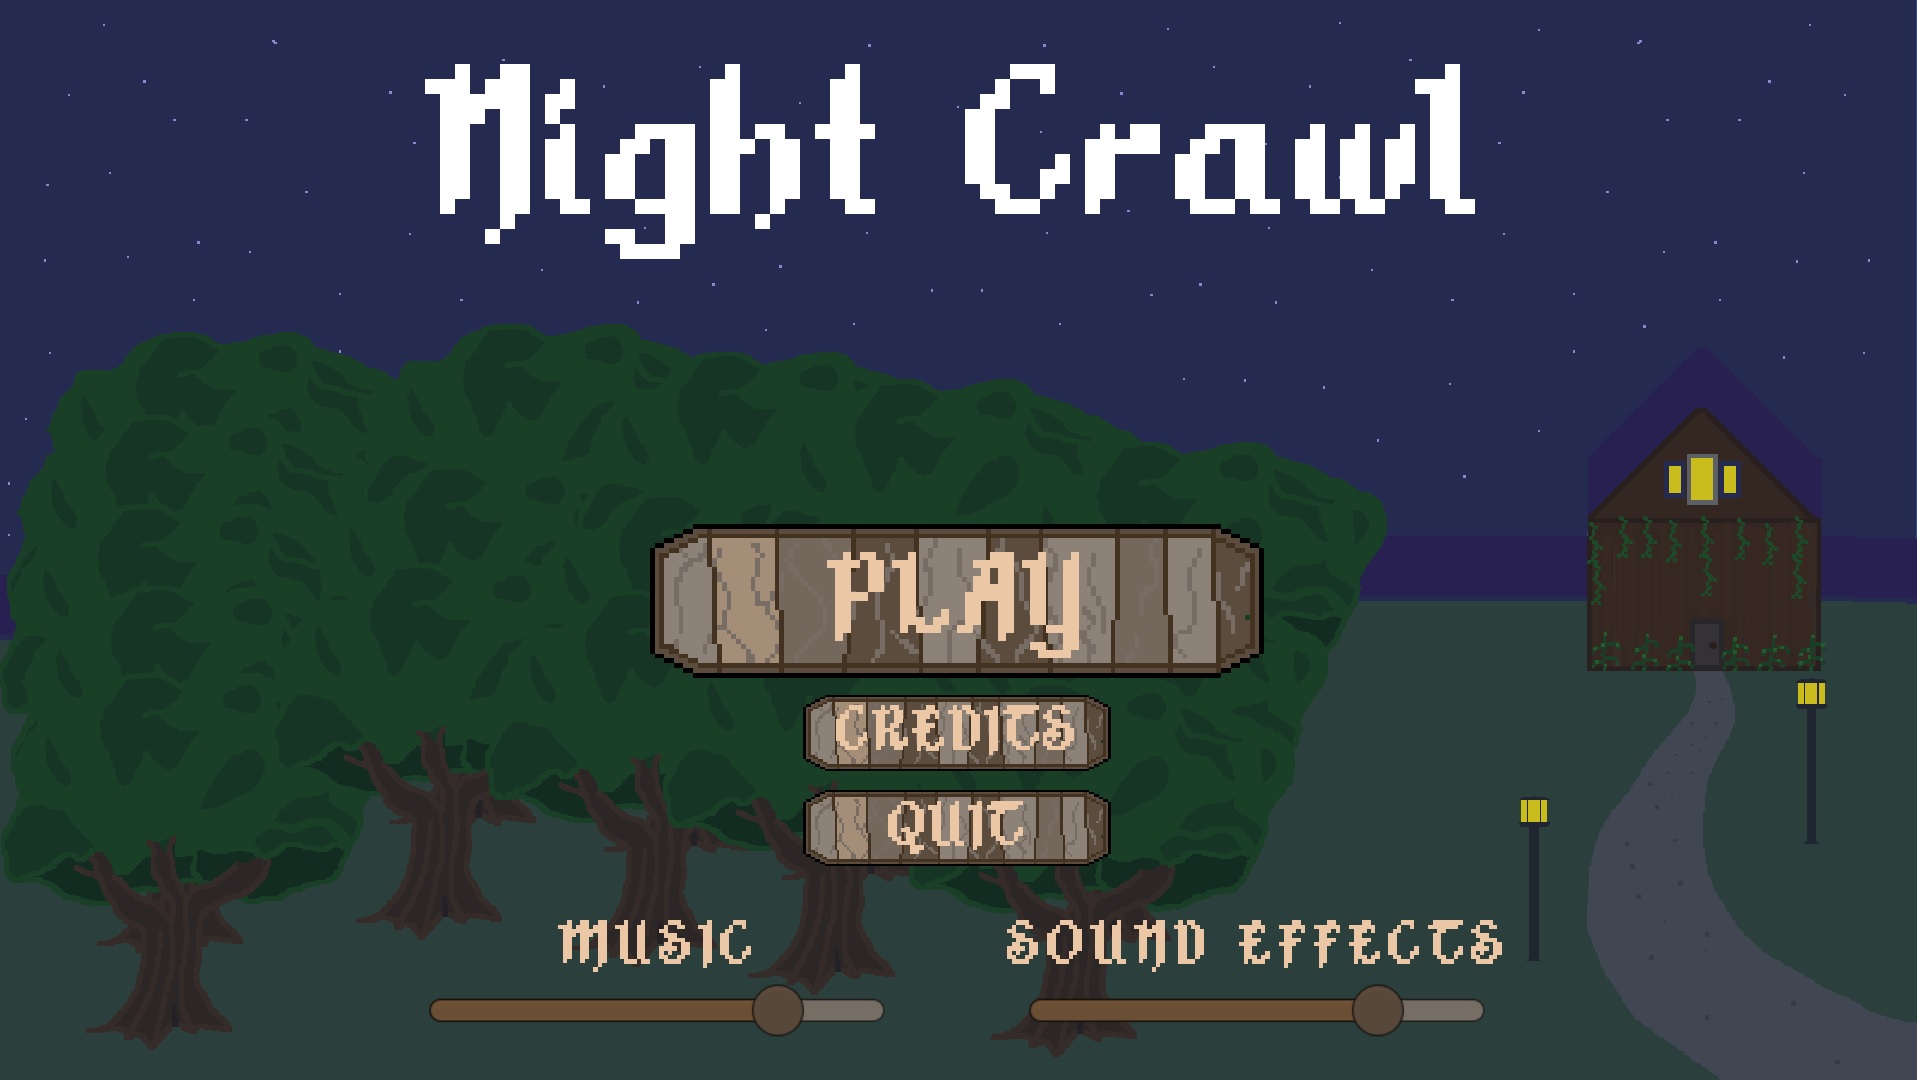 Night Crawl
PLAY
CREDITS
QUIT
MUSIC
SOUND EFFECTS